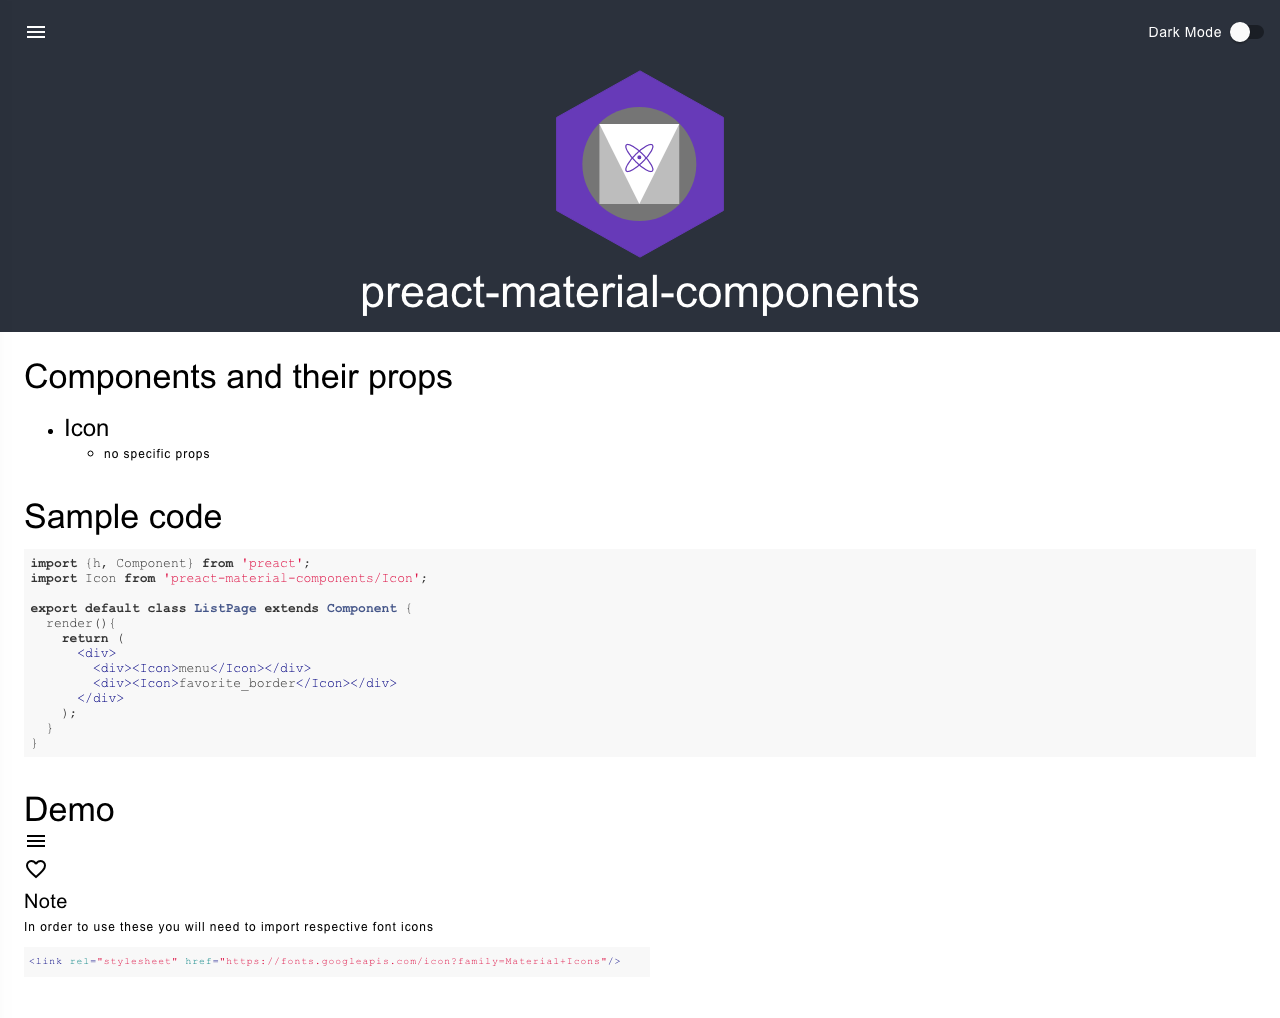 Dark Mode
preact-material-components
Components and their props
Icon
no specific props
Sample code
import {h, Component} from 'preact';
import Icon from 'preact-material-components/Icon';
export default class ListPage extends Component {
render(){
return (
<div>
<div><Icon>menu</Icon></div>
<div><Icon>favorite_border</Icon></div>
</div>
);
}
}
Demo
Note
In order to use these you will need to import respective font icons
<link rel="stylesheet" href="https://fonts.googleapis.com/icon?family=Material+Icons"/>